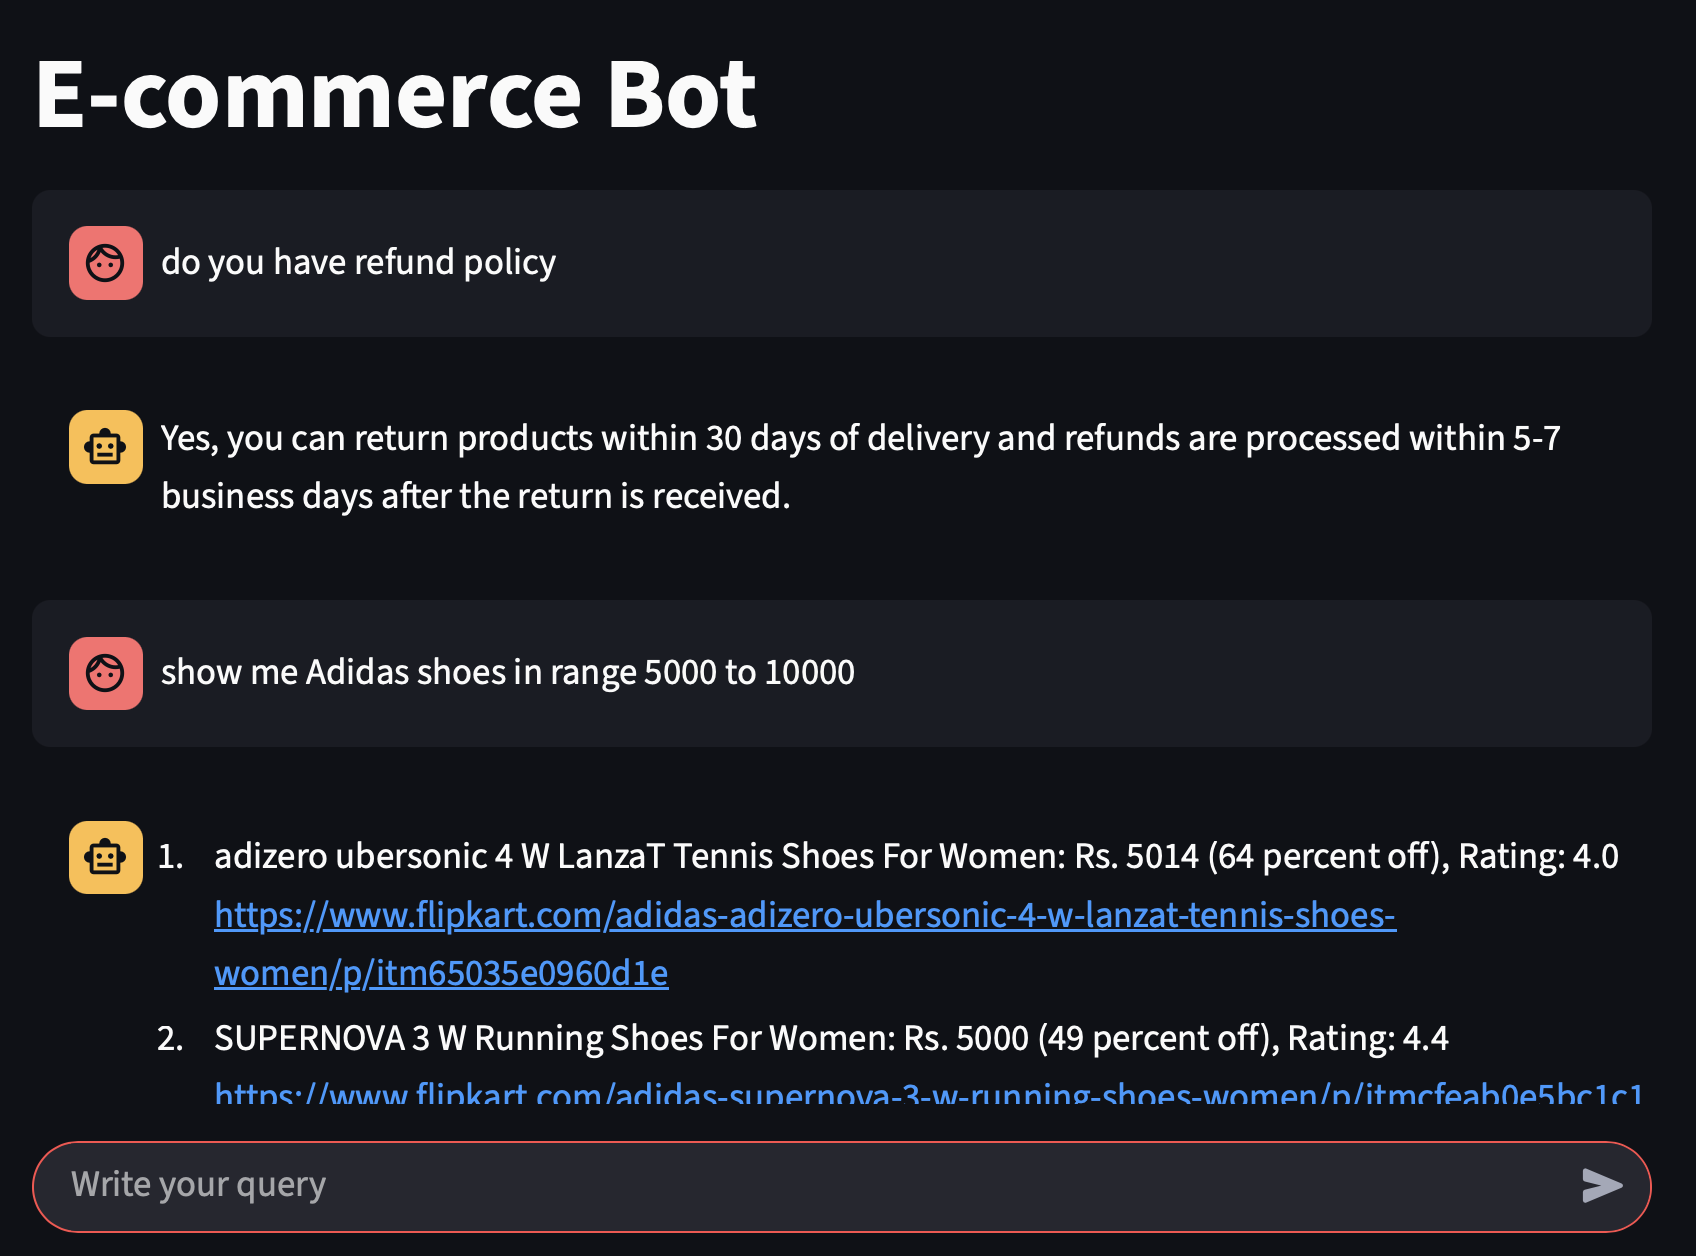 E-commerce Bot
do you have refund policy
Yes, you can return products within 30 days of delivery and refunds are processed within 5-7
business days after the return is received.
show me Adidas shoes in range 5000 to 10000
1. adizero ubersonic 4 W LanzaT Tennis Shoes For Women: Rs. 5014 (64 percent off), Rating: 4.0
https://www.flipkart.com/adidas-adizero-ubersonic-4-w-lanzat-tennis-shoes-
women/p/itm65035e0960d1e
2. SUPERNOVA 3 W Running Shoes For Women: Rs. 5000 (49 percent off), Rating: 4.4
https://www.flipkart.com/adidas-supernova-3-w-running-shoes-women/p/itmcfeab0e5bc1c1
Write your query